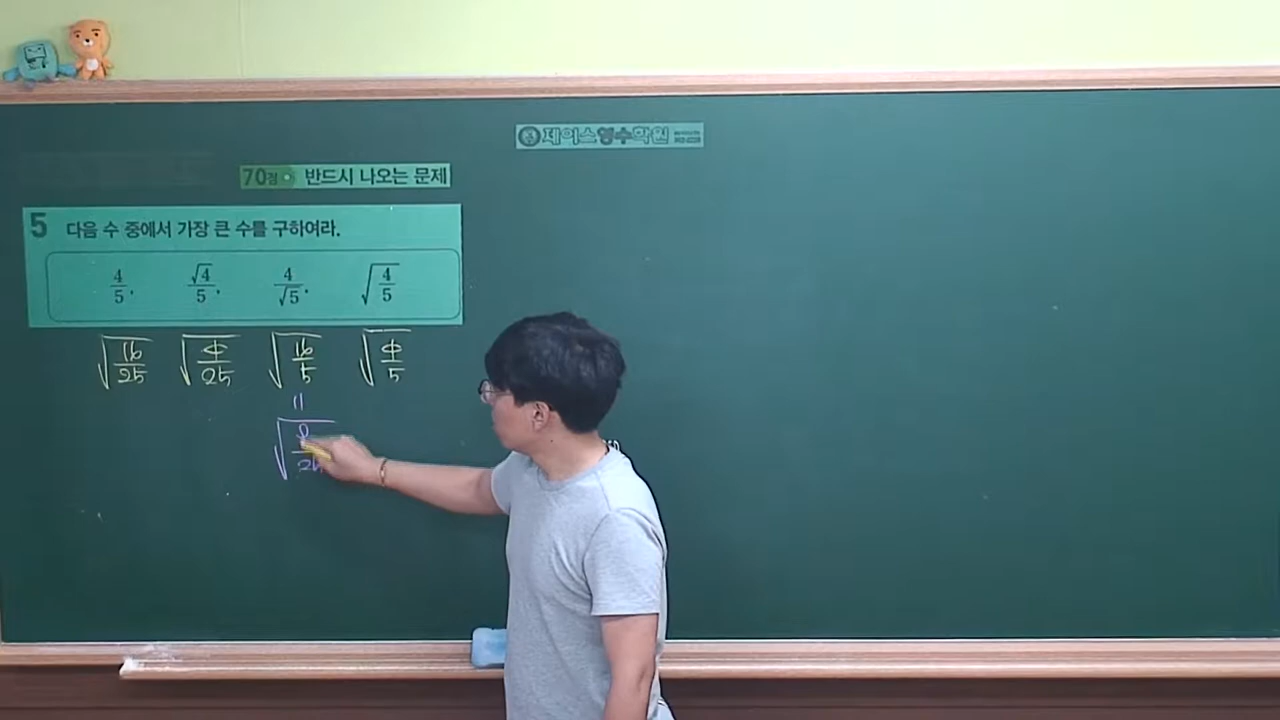 제이스영수학원
70점 반드시 나오는 문제
5 다음 수 중에서 가장 큰 수를 구하여라.
4/5, √4/5, 4/√5, √(4/5)
√(16/25) √(4/25) √(16/5) √(4/5)